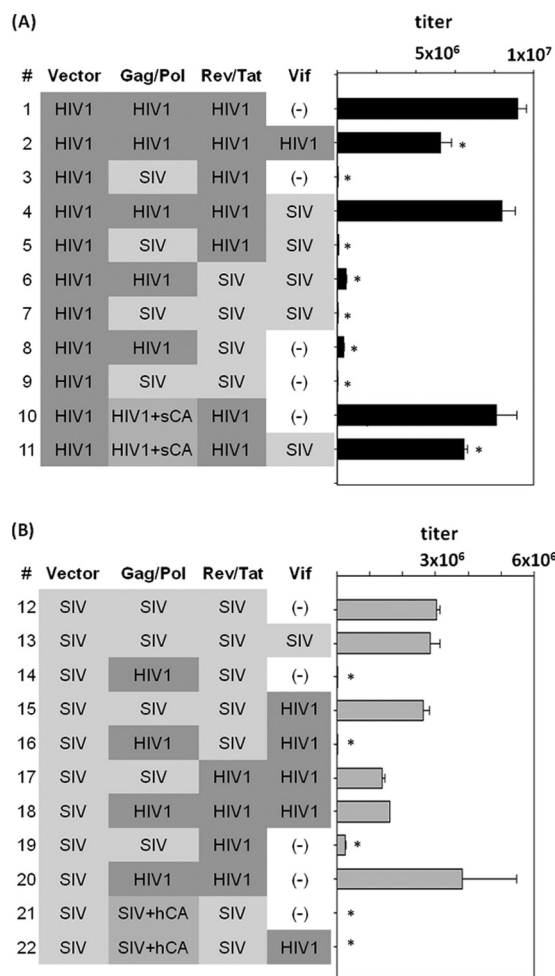 (A)
titer
5x10⁶ 1x10⁷
# Vector Gag/Pol Rev/Tat Vif
1 HIV1 HIV1 HIV1 (-)
2 HIV1 HIV1 HIV1 HIV1 *
3 HIV1 SIV HIV1 (-) *
4 HIV1 HIV1 HIV1 SIV
5 HIV1 SIV HIV1 SIV *
6 HIV1 HIV1 SIV SIV *
7 HIV1 SIV SIV SIV *
8 HIV1 HIV1 SIV (-) *
9 HIV1 SIV SIV (-) *
10 HIV1 HIV1+sCA HIV1 (-)
11 HIV1 HIV1+sCA HIV1 SIV *
(B)
titer
3x10⁶ 6x10⁶
# Vector Gag/Pol Rev/Tat Vif
12 SIV SIV SIV (-)
13 SIV SIV SIV SIV
14 SIV HIV1 SIV (-) *
15 SIV SIV SIV HIV1
16 SIV HIV1 SIV HIV1 *
17 SIV SIV HIV1 HIV1
18 SIV HIV1 HIV1 HIV1
19 SIV SIV HIV1 (-) *
20 SIV HIV1 HIV1 (-)
21 SIV SIV+hCA SIV (-) *
22 SIV SIV+hCA SIV HIV1 *